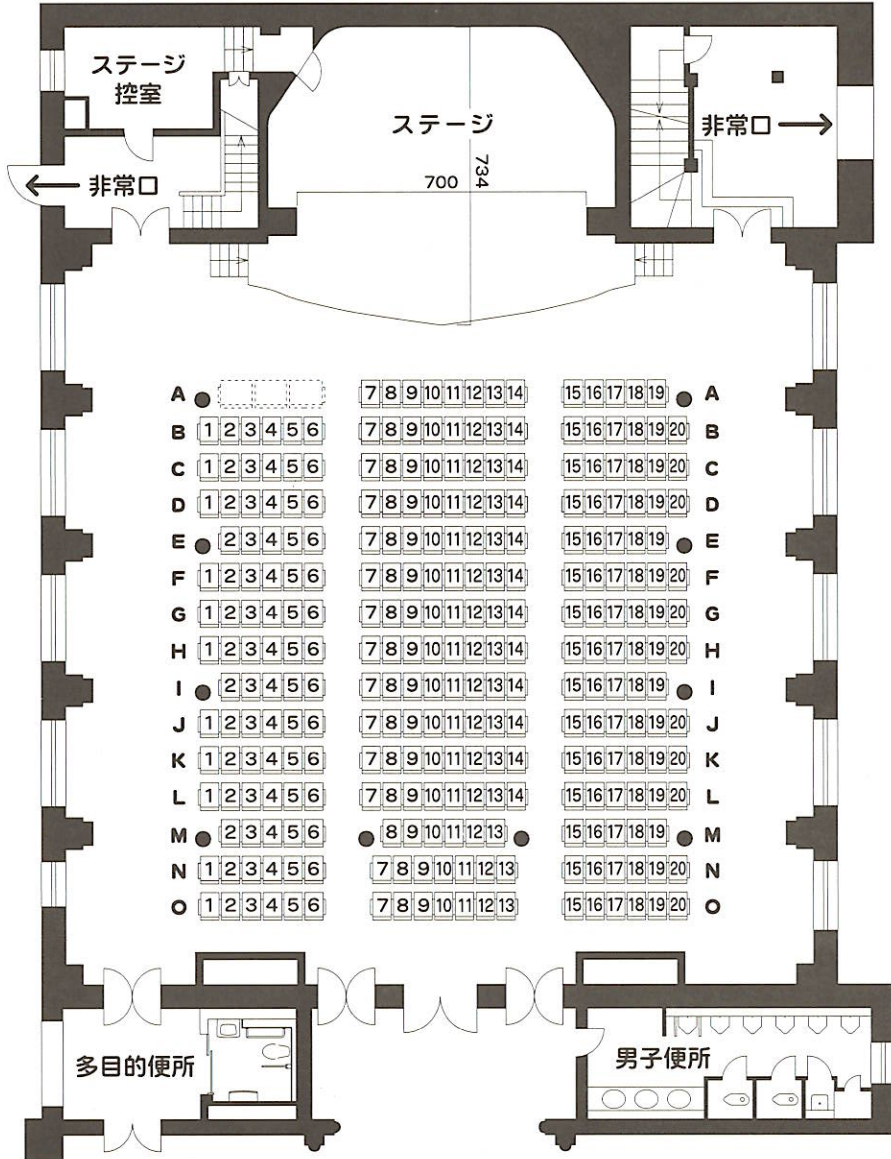 ステージ
控室
非常口
ステージ
734
700
非常口
A 7 8 9 10 11 12 13 14 15 16 17 18 19 A
B 1 2 3 4 5 6 7 8 9 10 11 12 13 14 15 16 17 18 19 20 B
C 1 2 3 4 5 6 7 8 9 10 11 12 13 14 15 16 17 18 19 20 C
D 1 2 3 4 5 6 7 8 9 10 11 12 13 14 15 16 17 18 19 20 D
E 2 3 4 5 6 7 8 9 10 11 12 13 14 15 16 17 18 19 E
F 1 2 3 4 5 6 7 8 9 10 11 12 13 14 15 16 17 18 19 20 F
G 1 2 3 4 5 6 7 8 9 10 11 12 13 14 15 16 17 18 19 20 G
H 1 2 3 4 5 6 7 8 9 10 11 12 13 14 15 16 17 18 19 20 H
I 2 3 4 5 6 7 8 9 10 11 12 13 14 15 16 17 18 19 I
J 1 2 3 4 5 6 7 8 9 10 11 12 13 14 15 16 17 18 19 20 J
K 1 2 3 4 5 6 7 8 9 10 11 12 13 14 15 16 17 18 19 20 K
L 1 2 3 4 5 6 7 8 9 10 11 12 13 14 15 16 17 18 19 20 L
M 2 3 4 5 6 8 9 10 11 12 13 15 16 17 18 19 M
N 1 2 3 4 5 6 7 8 9 10 11 12 13 15 16 17 18 19 20 N
O 1 2 3 4 5 6 7 8 9 10 11 12 13 15 16 17 18 19 20 O
多目的便所
男子便所